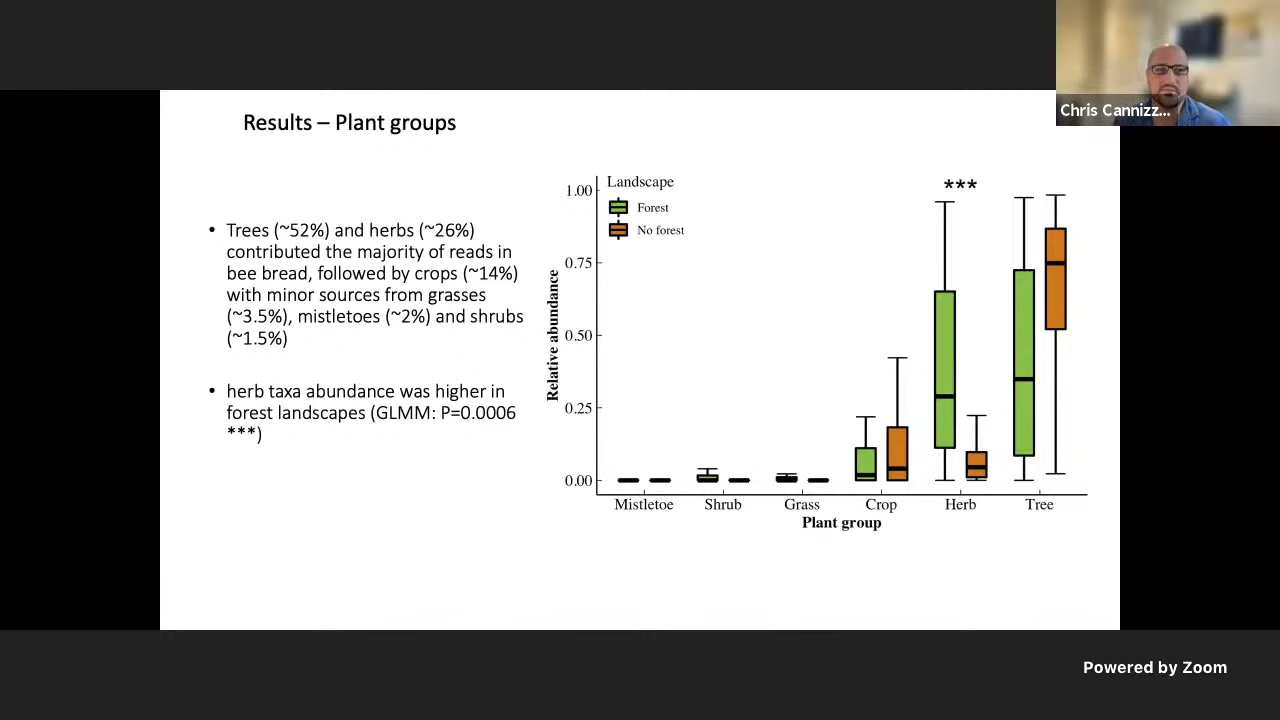 Chris Cannizz...
Results – Plant groups
• Trees (~52%) and herbs (~26%)
contributed the majority of reads in
bee bread, followed by crops (~14%)
with minor sources from grasses
(~3.5%), mistletoes (~2%) and shrubs
(~1.5%)
• herb taxa abundance was higher in
forest landscapes (GLMM: P=0.0006
***)
Landscape
Forest
No forest
***
Relative abundance
1.00
0.75
0.50
0.25
0.00
Mistletoe Shrub Grass Crop Herb Tree
Plant group
Powered by Zoom